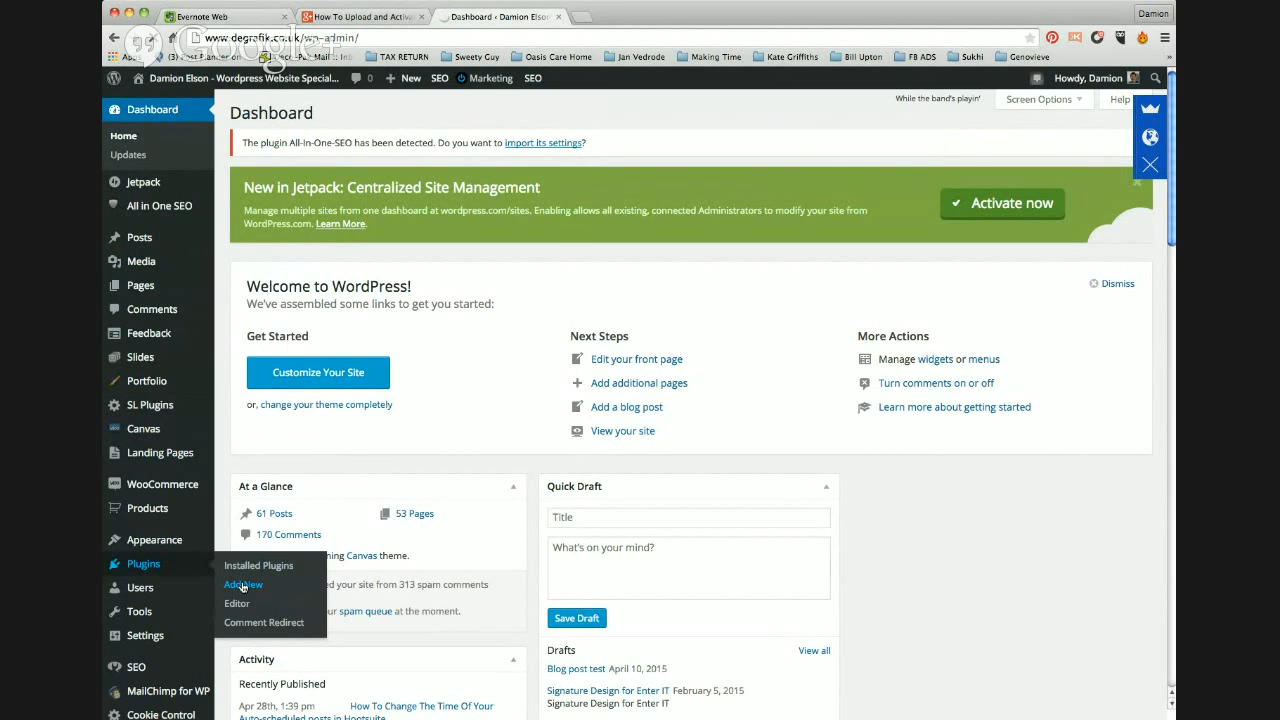 Evernote Web
How To Upload and Activa
Dashboard ‹ Damion Elson
Damion
www.degrafik.co.uk/wp-admin/
Google+
TAX RETURN
Sweety Guy
Oasis Care Home
Jan Vedrode
Making Time
Kate Griffiths
Bill Upton
FB ADS
Sukhi
Genovieve
Damion Elson - Wordpress Website Special...
0
+ New
SEO
Marketing
SEO
Howdy, Damion
Dashboard
Home
Updates
Jetpack
All in One SEO
Posts
Media
Pages
Comments
Feedback
Slides
Portfolio
SL Plugins
Canvas
Landing Pages
WooCommerce
Products
Appearance
Plugins
Users
Tools
Settings
SEO
MailChimp for WP
Cookie Control
Installed Plugins
Add New
Editor
Comment Redirect
Dashboard
While the band's playin'
Screen Options
Help
The plugin All-In-One-SEO has been detected. Do you want to import its settings?
New in Jetpack: Centralized Site Management
Manage multiple sites from one dashboard at wordpress.com/sites. Enabling allows all existing, connected Administrators to modify your site from
WordPress.com. Learn More.
Activate now
Welcome to WordPress!
We've assembled some links to get you started:
Dismiss
Get Started
Customize Your Site
or, change your theme completely
Next Steps
Edit your front page
Add additional pages
Add a blog post
View your site
More Actions
Manage widgets or menus
Turn comments on or off
Learn more about getting started
At a Glance
61 Posts
53 Pages
170 Comments
Canvas theme.
your site from 313 spam comments
spam queue at the moment.
Activity
Recently Published
Apr 28th, 1:39 pm
How To Change The Time Of Your
Auto-scheduled posts in Hootsuite
Quick Draft
Title
What's on your mind?
Save Draft
Drafts
View all
Blog post test April 10, 2015
Signature Design for Enter IT February 5, 2015
Signature Design for Enter IT